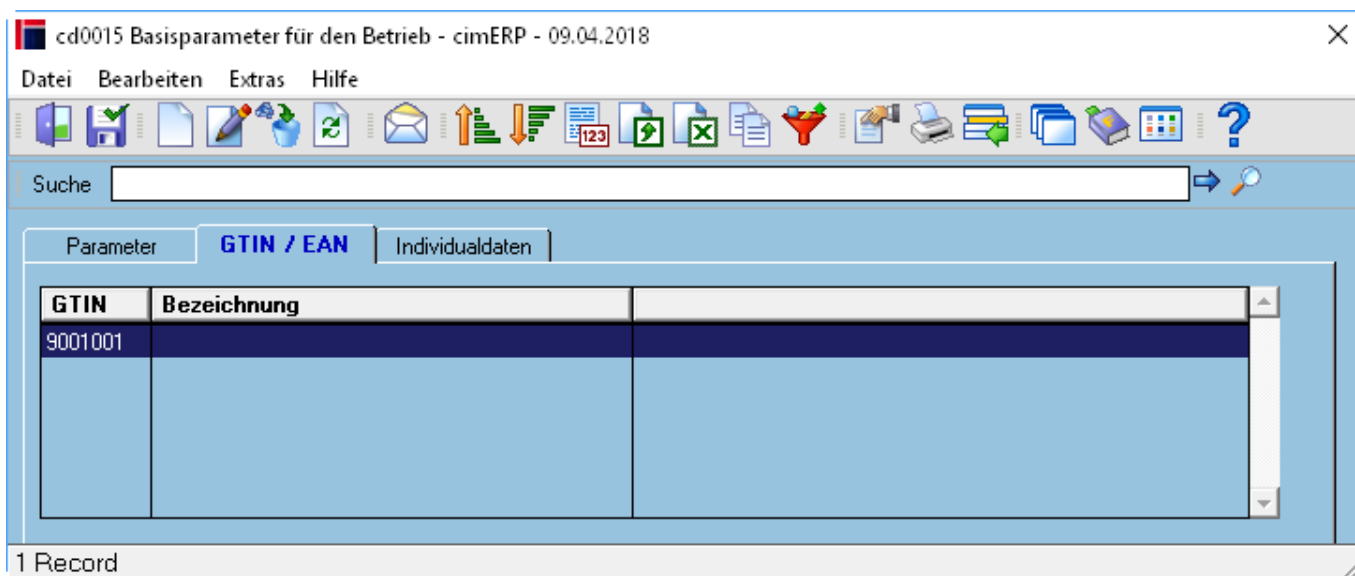 cd0015 Basisparameter für den Betrieb - cimERP - 09.04.2018
Datei Bearbeiten Extras Hilfe
123
Suche
Parameter GTIN / EAN Individualdaten
GTIN Bezeichnung
9001001
1 Record